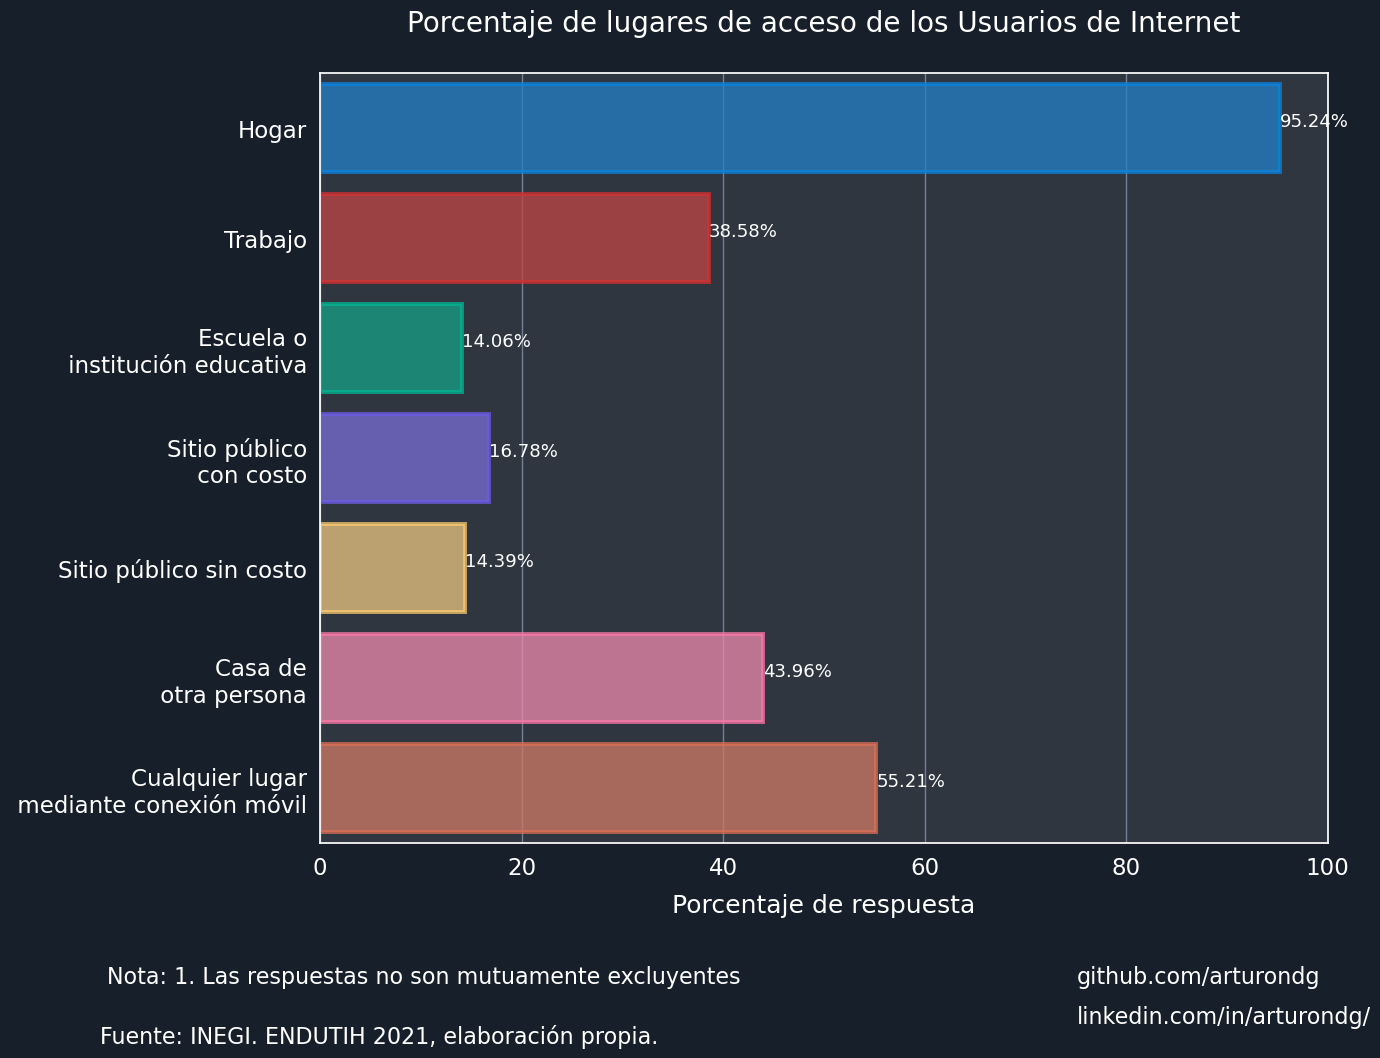 Porcentaje de lugares de acceso de los Usuarios de Internet
Hogar
95.24%
Trabajo
38.58%
Escuela o
institución educativa
14.06%
Sitio público
con costo
16.78%
Sitio público sin costo
14.39%
Casa de
otra persona
43.96%
Cualquier lugar
mediante conexión móvil
55.21%
0 20 40 60 80 100
Porcentaje de respuesta
Nota: 1. Las respuestas no son mutuamente excluyentes
github.com/arturondg
linkedin.com/in/arturondg/
Fuente: INEGI. ENDUTIH 2021, elaboración propia.